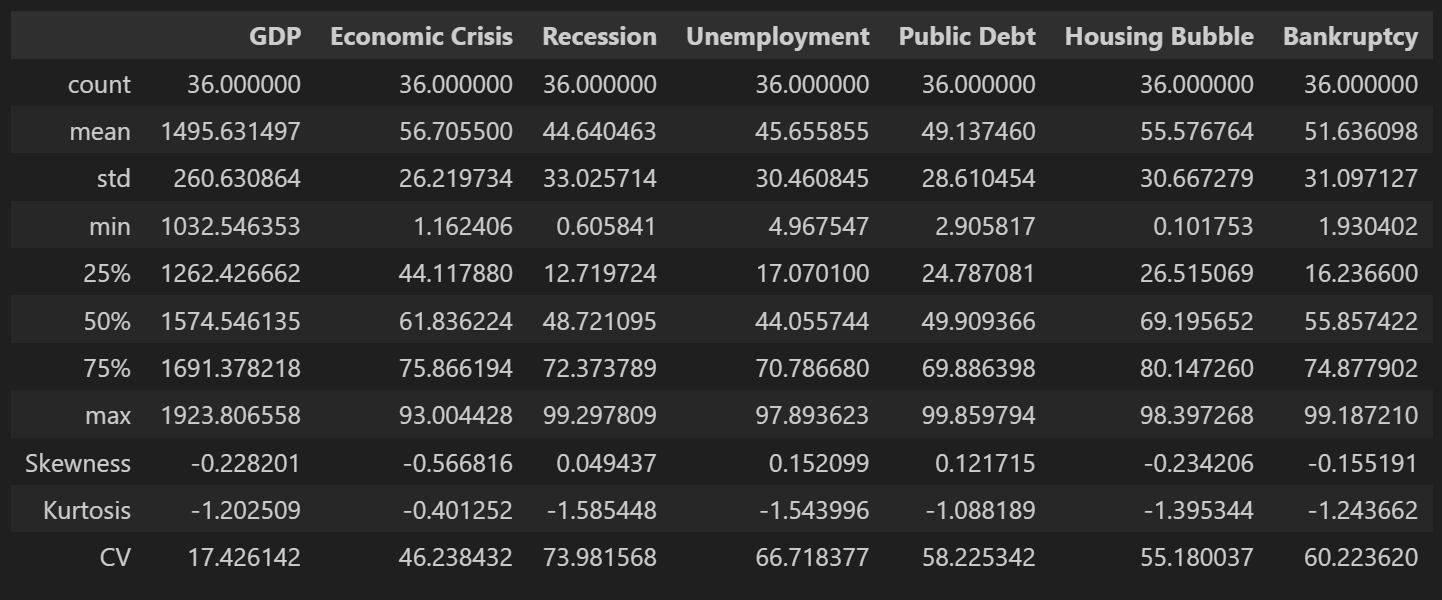 GDP Economic Crisis Recession Unemployment Public Debt Housing Bubble Bankruptcy
count 36.000000 36.000000 36.000000 36.000000 36.000000 36.000000 36.000000
mean 1495.631497 56.705500 44.640463 45.655855 49.137460 55.576764 51.636098
std 260.630864 26.219734 33.025714 30.460845 28.610454 30.667279 31.097127
min 1032.546353 1.162406 0.605841 4.967547 2.905817 0.101753 1.930402
25% 1262.426662 44.117880 12.719724 17.070100 24.787081 26.515069 16.236600
50% 1574.546135 61.836224 48.721095 44.055744 49.909366 69.195652 55.857422
75% 1691.378218 75.866194 72.373789 70.786680 69.886398 80.147260 74.877902
max 1923.806558 93.004428 99.297809 97.893623 99.859794 98.397268 99.187210
Skewness -0.228201 -0.566816 0.049437 0.152099 0.121715 -0.234206 -0.155191
Kurtosis -1.202509 -0.401252 -1.585448 -1.543996 -1.088189 -1.395344 -1.243662
CV 17.426142 46.238432 73.981568 66.718377 58.225342 55.180037 60.223620